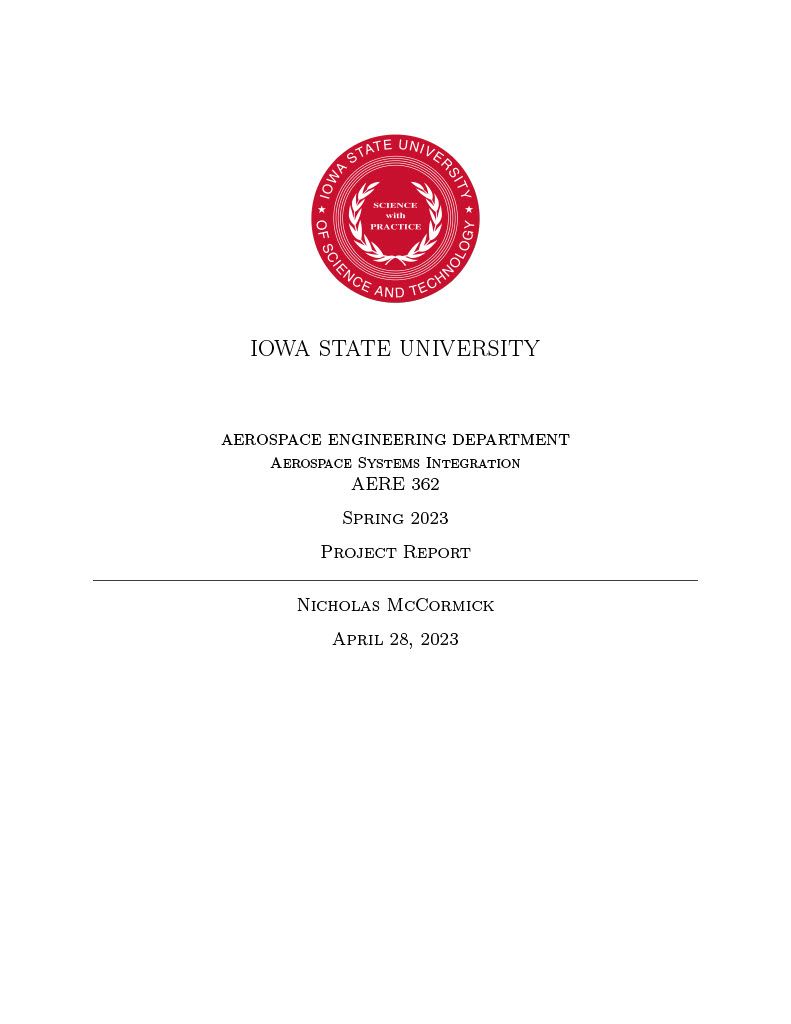 IOWA STATE UNIVERSITY
OF SCIENCE AND TECHNOLOGY
SCIENCE
with
PRACTICE
IOWA STATE UNIVERSITY
AEROSPACE ENGINEERING DEPARTMENT
Aerospace Systems Integration
AERE 362
Spring 2023
Project Report
Nicholas McCormick
April 28, 2023